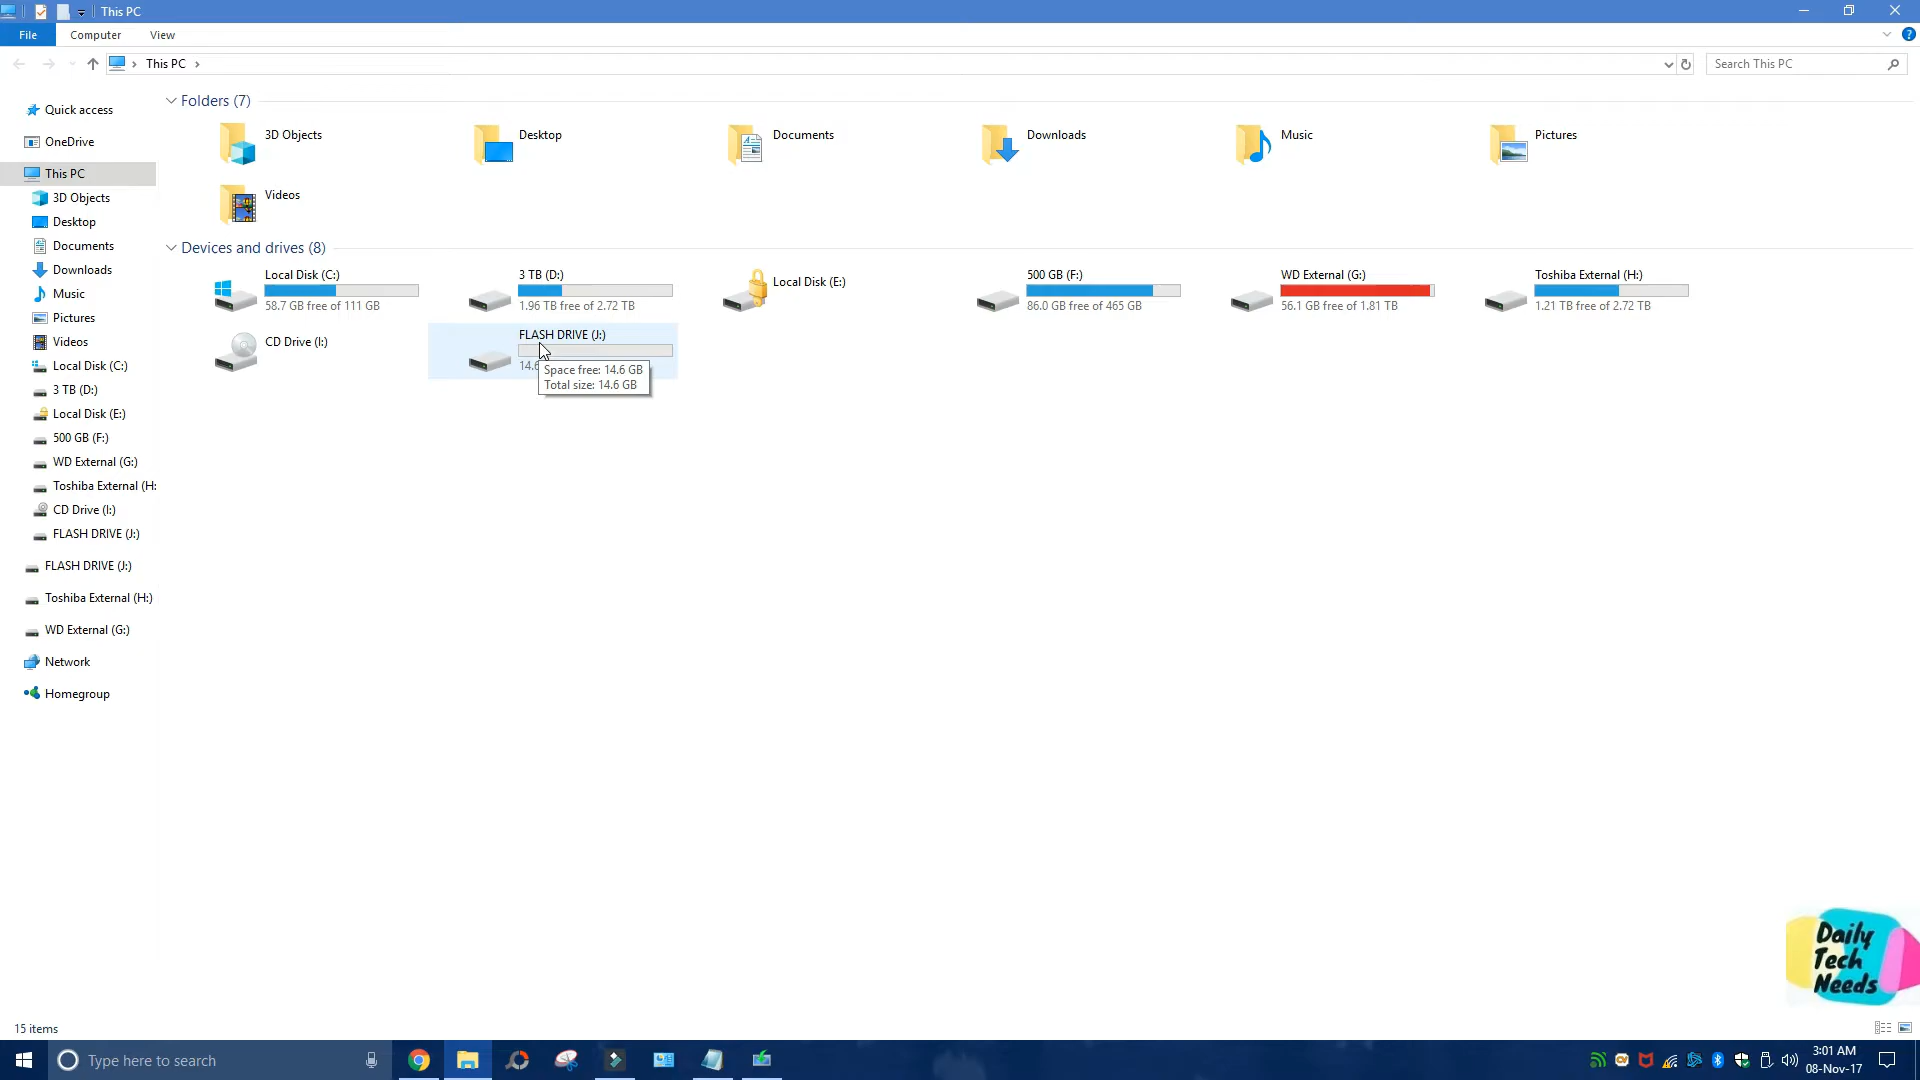 This PC
File Computer View
This PC
Search This PC
Quick access
OneDrive
This PC
3D Objects
Desktop
Documents
Downloads
Music
Pictures
Videos
Local Disk (C:)
3 TB (D:)
Local Disk (E:)
500 GB (F:)
WD External (G:)
Toshiba External (H:
CD Drive (I:)
FLASH DRIVE (J:)
FLASH DRIVE (J:)
Toshiba External (H:)
WD External (G:)
Network
Homegroup
Folders (7)
3D Objects
Desktop
Documents
Downloads
Music
Pictures
Videos
Devices and drives (8)
Local Disk (C:)
58.7 GB free of 111 GB
3 TB (D:)
1.96 TB free of 2.72 TB
Local Disk (E:)
500 GB (F:)
86.0 GB free of 465 GB
WD External (G:)
56.1 GB free of 1.81 TB
Toshiba External (H:)
1.21 TB free of 2.72 TB
CD Drive (I:)
FLASH DRIVE (J:)
14.6
Space free: 14.6 GB
Total size: 14.6 GB
Daily
Tech
Needs
15 items
Type here to search
3:01 AM
08-Nov-17